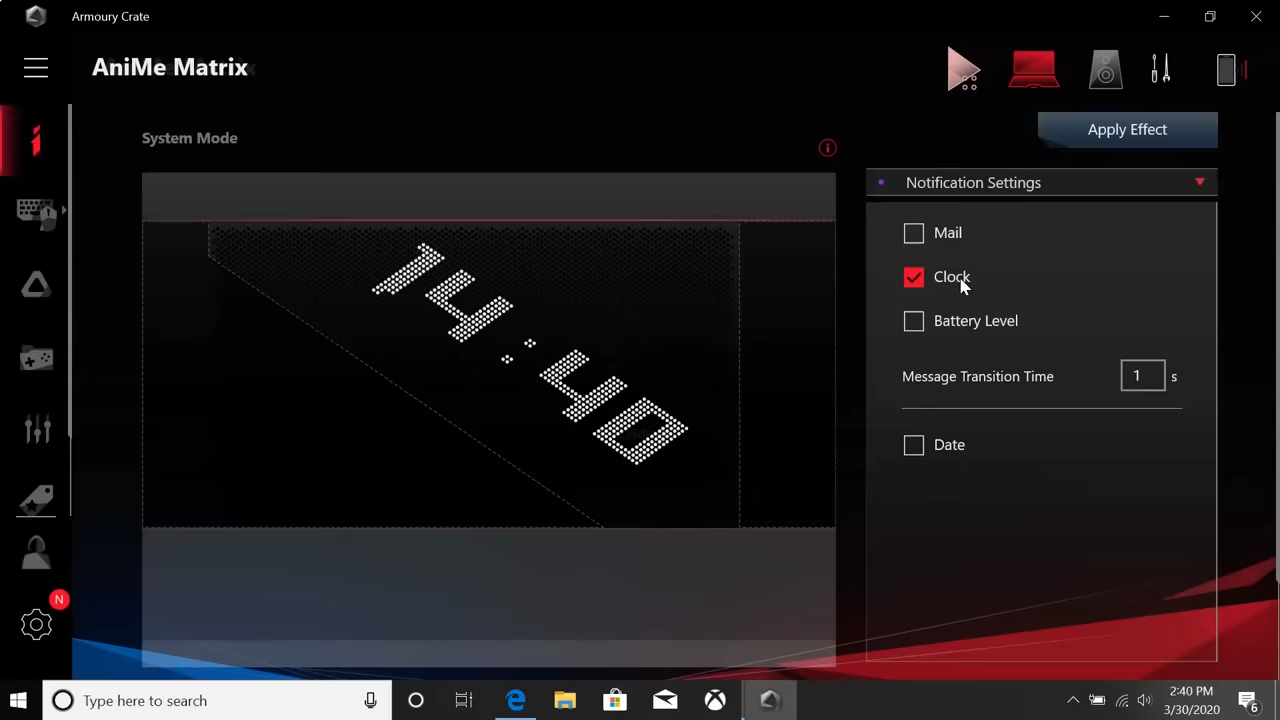 Armoury Crate
AniMe Matrix
System Mode
Apply Effect
Notification Settings
14:40
Mail
Clock
Battery Level
Message Transition Time 1 s
Date
N
Type here to search
2:40 PM
3/30/2020
6